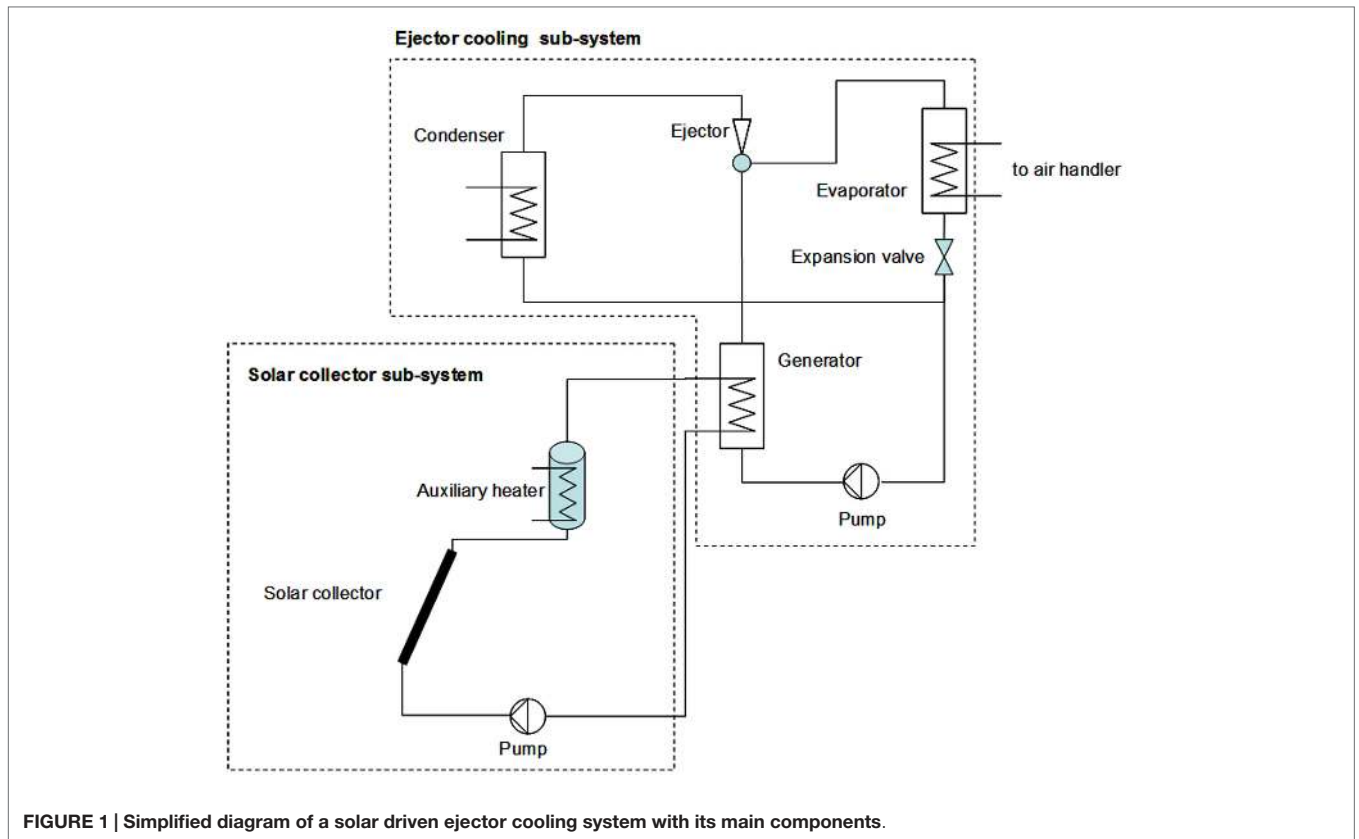 Ejector cooling sub-system
Condenser
Ejector
Evaporator
to air handler
Expansion valve
Generator
Solar collector sub-system
Auxiliary heater
Pump
Solar collector
Pump
FIGURE 1 | Simplified diagram of a solar driven ejector cooling system with its main components.